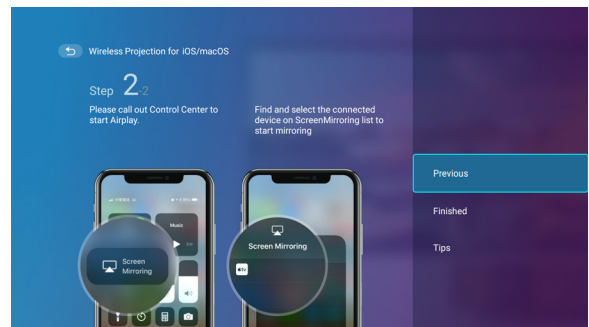 Wireless Projection for iOS/macOS
Step 2-2
Please call out Control Center to
start Airplay.
Find and select the connected
device on ScreenMirroring list to
start mirroring
Music
Screen
Mirroring
Screen Mirroring
tv
Previous
Finished
Tips